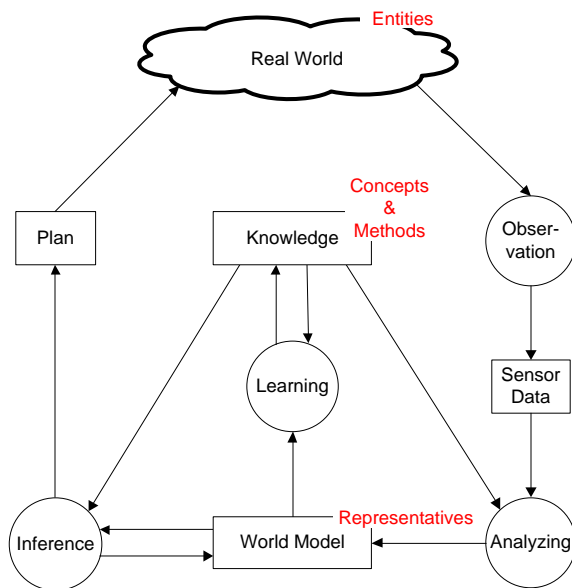 Entities
Real World
Concepts
&
Methods
Plan
Knowledge
Obser-
vation
Learning
Sensor
Data
Representatives
Inference
World Model
Analyzing